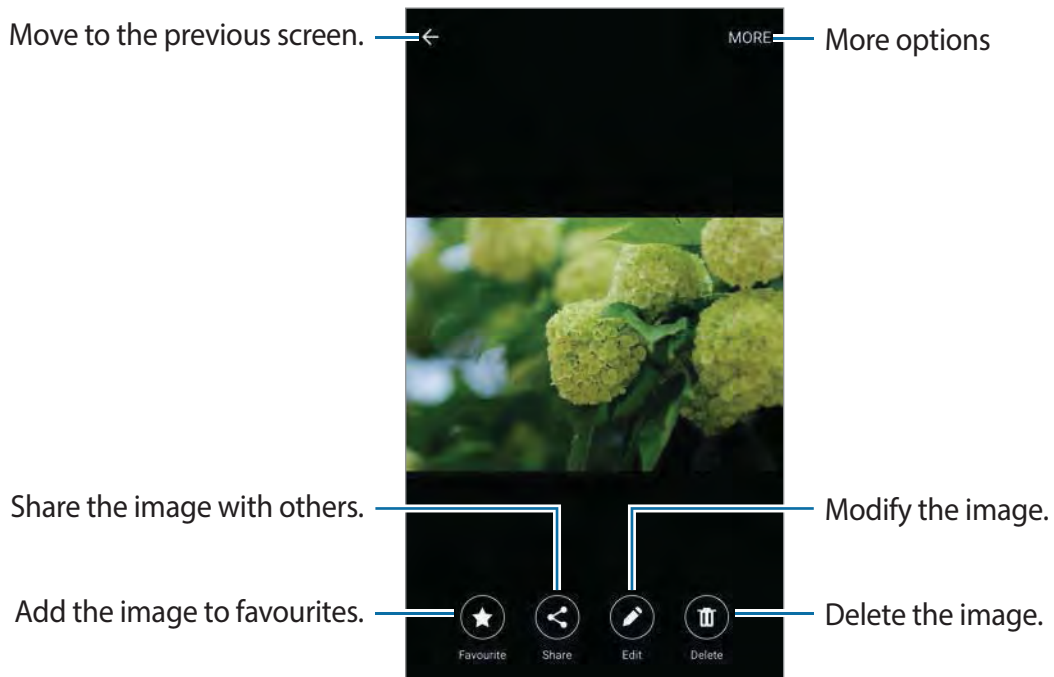 Move to the previous screen.
MORE
More options
Share the image with others.
Modify the image.
Add the image to favourites.
Delete the image.
Favourite
Share
Edit
Delete